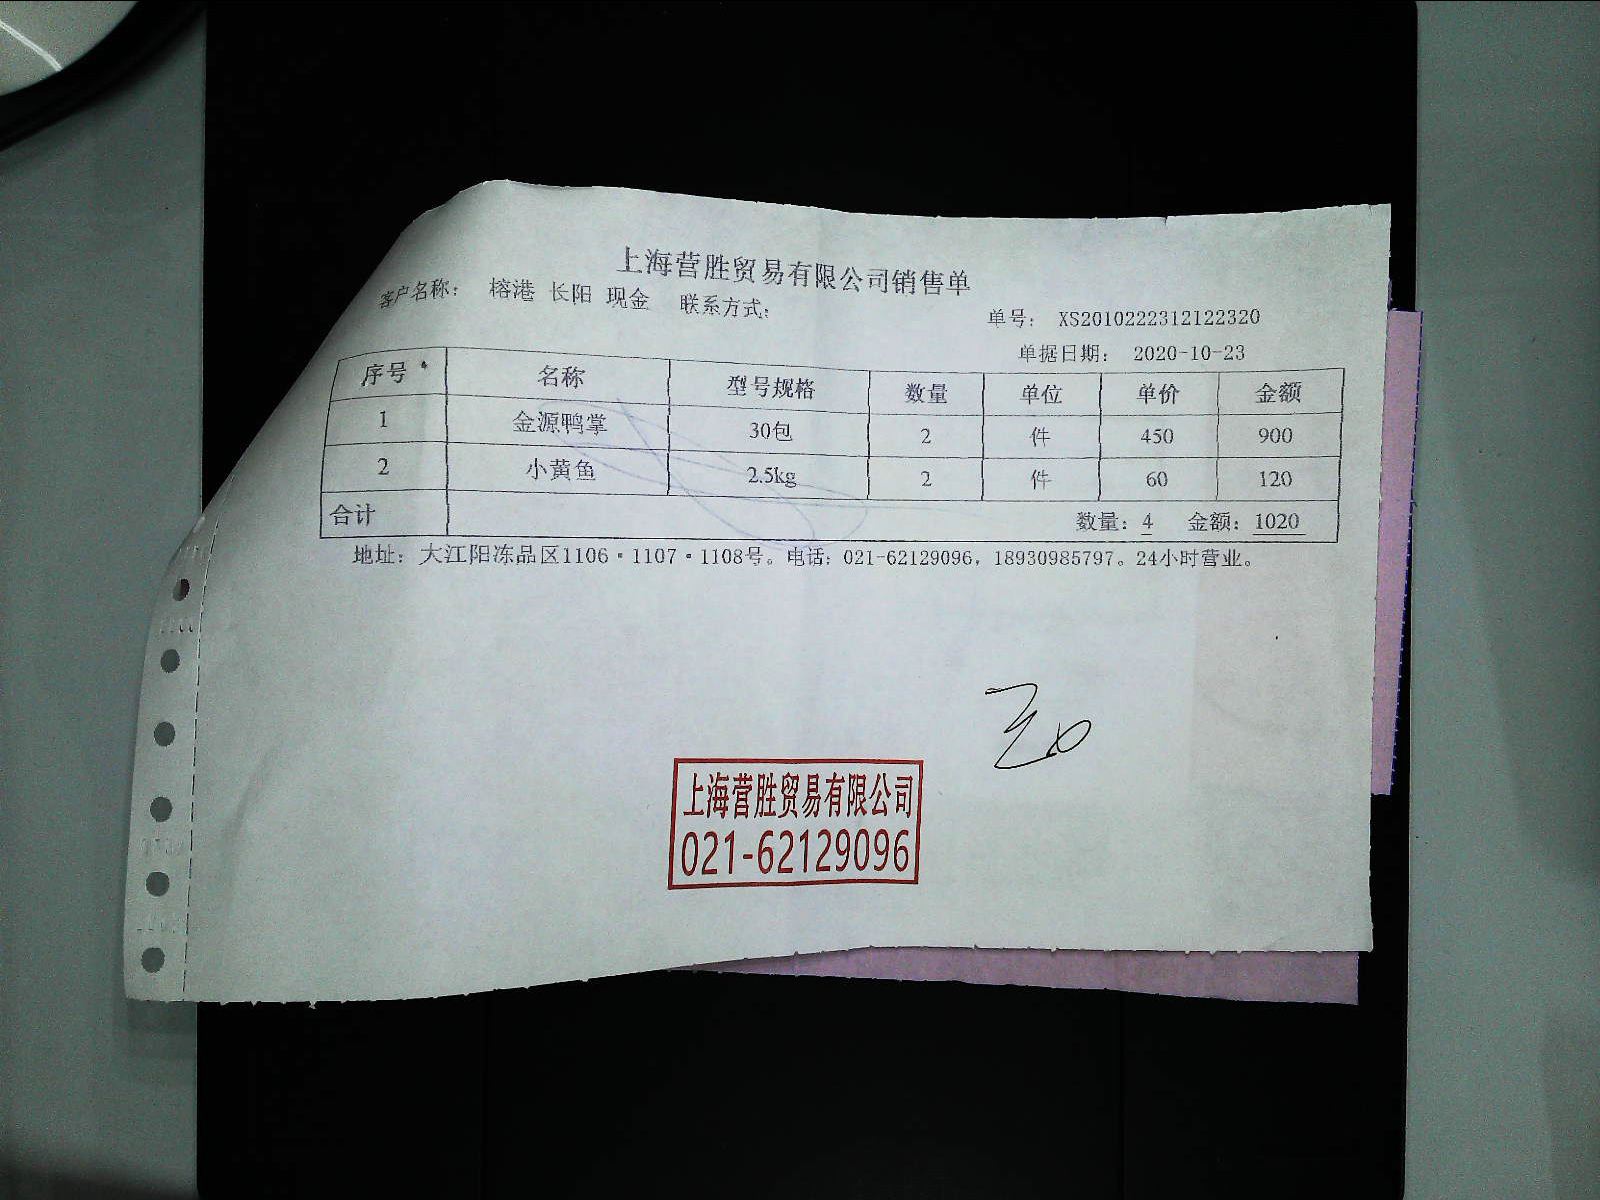 上海营胜贸易有限公司销售单
客户名称: 榕港 长阳 现金 联系方式:
单号: XS2010222312122320
单据日期: 2020-10-23
序号 名称 型号规格 数量 单位 单价 金额
1 金源鸭掌 30包 2 件 450 900
2 小黄鱼 2.5kg 2 件 60 120
合计 数量: 4 金额: 1020
地址: 大江阳冻品区1106·1107·1108号。电话: 021-62129096, 18930985797。24小时营业。
上海营胜贸易有限公司
021-62129096